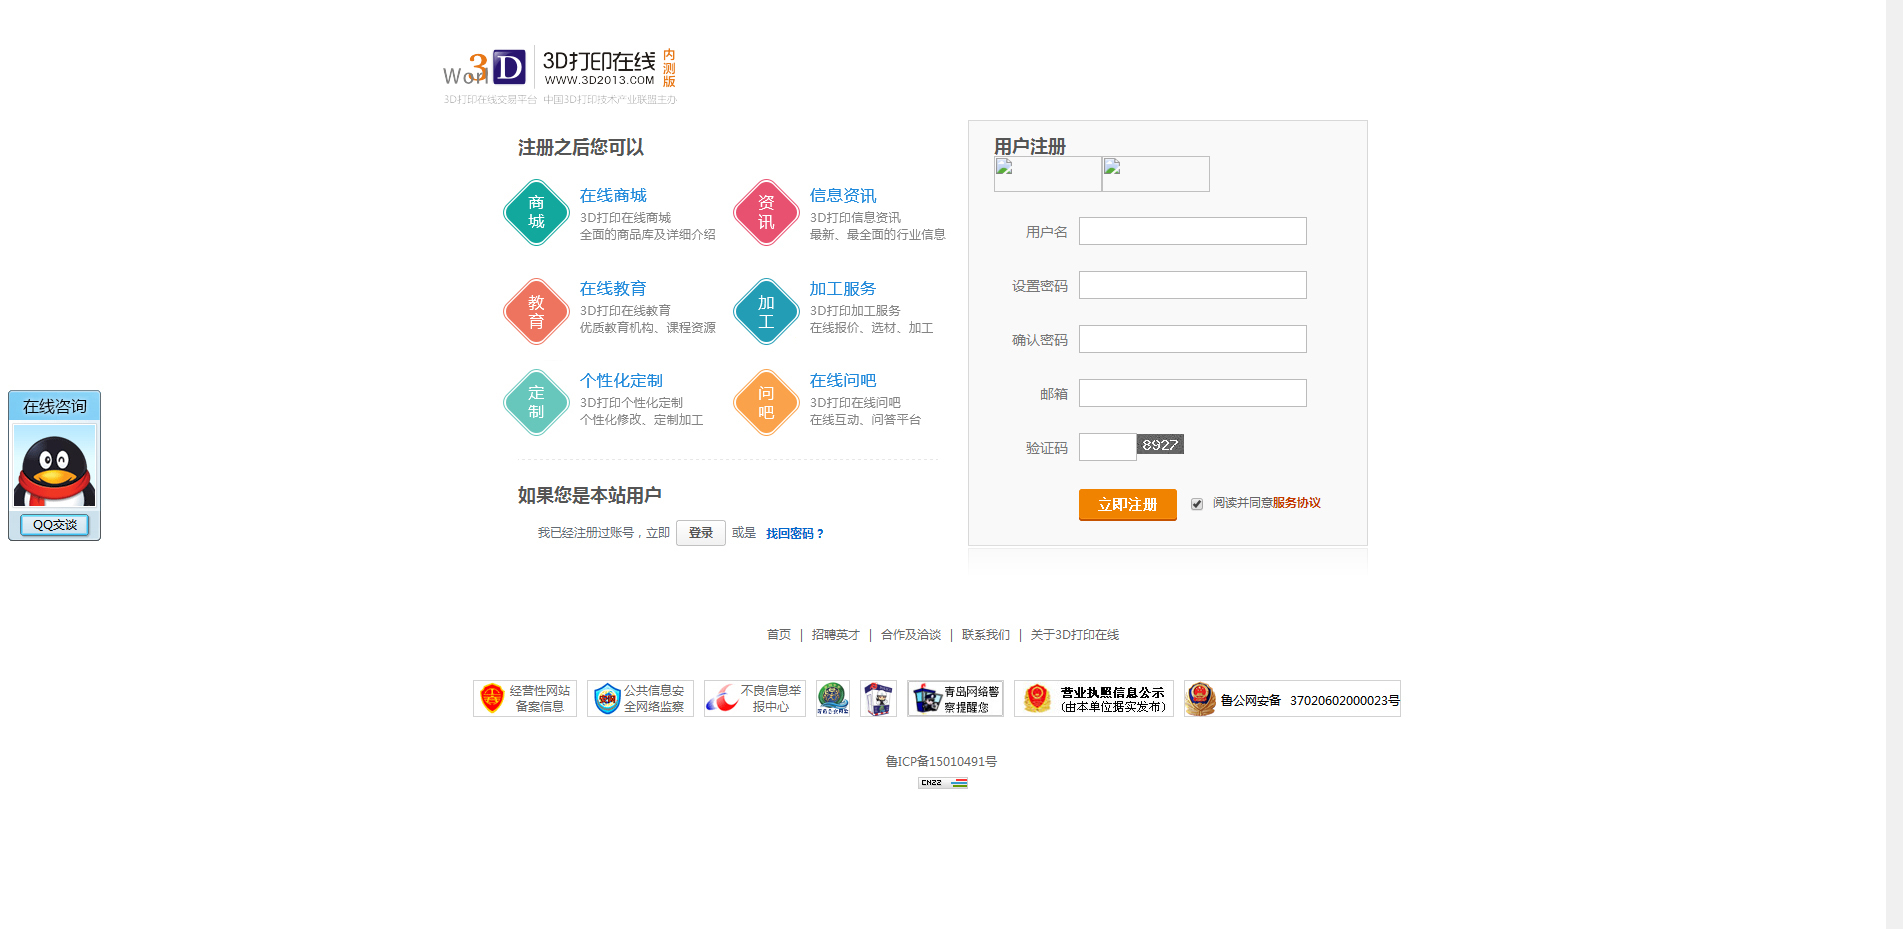 Worl 3D
3D打印在线
WWW.3D2013.COM
内测版
3D打印在线交易平台 中国3D打印技术产业联盟主办
注册之后您可以
商城
在线商城
3D打印在线商城
全面的商品库及详细介绍
资讯
信息资讯
3D打印信息资讯
最新、最全面的行业信息
教育
在线教育
3D打印在线教育
优质教育机构、课程资源
加工
加工服务
3D打印加工服务
在线报价、选材、加工
定制
个性化定制
3D打印个性化定制
个性化修改、定制加工
问吧
在线问吧
3D打印在线问吧
在线互动、问答平台
如果您是本站用户
我已经注册过账号，立即 登录 或是 找回密码？
用户注册
用户名
设置密码
确认密码
邮箱
验证码 8927
立即注册 阅读并同意服务协议
在线咨询
QQ交谈
首页 | 招聘英才 | 合作及洽谈 | 联系我们 | 关于3D打印在线
经营性网站
备案信息
公共信息安
全网络监察
不良信息举
报中心
青岛网络警
察提醒您
营业执照信息公示
(由本单位据实发布)
鲁公网安备 37020602000023号
鲁ICP备15010491号
CNZZ